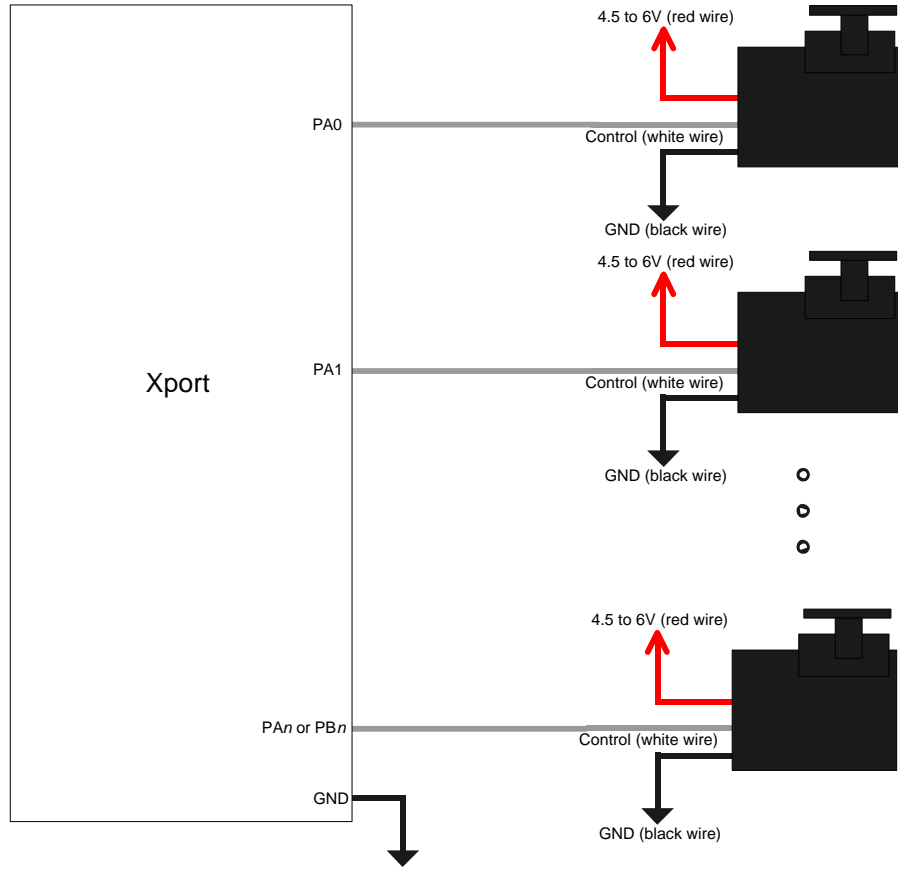 4.5 to 6V (red wire)
PA0
Control (white wire)
GND (black wire)
4.5 to 6V (red wire)
Xport
PA1
Control (white wire)
GND (black wire)
4.5 to 6V (red wire)
PAn or PBn
Control (white wire)
GND
GND (black wire)